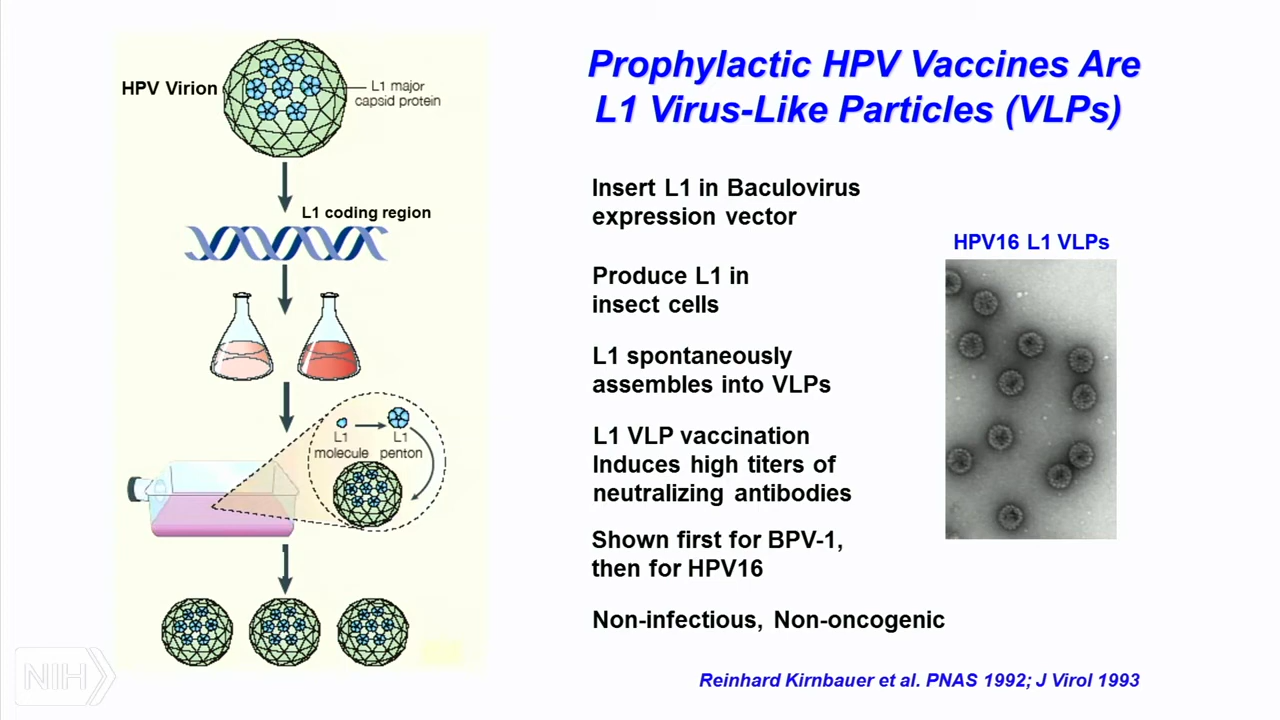 Prophylactic HPV Vaccines Are
L1 Virus-Like Particles (VLPs)
HPV Virion
L1 major
capsid protein
L1 coding region
L1
molecule
L1
penton
Insert L1 in Baculovirus
expression vector
Produce L1 in
insect cells
L1 spontaneously
assembles into VLPs
L1 VLP vaccination
Induces high titers of
neutralizing antibodies
Shown first for BPV-1,
then for HPV16
Non-infectious, Non-oncogenic
HPV16 L1 VLPs
Reinhard Kirnbauer et al. PNAS 1992; J Virol 1993
NIH